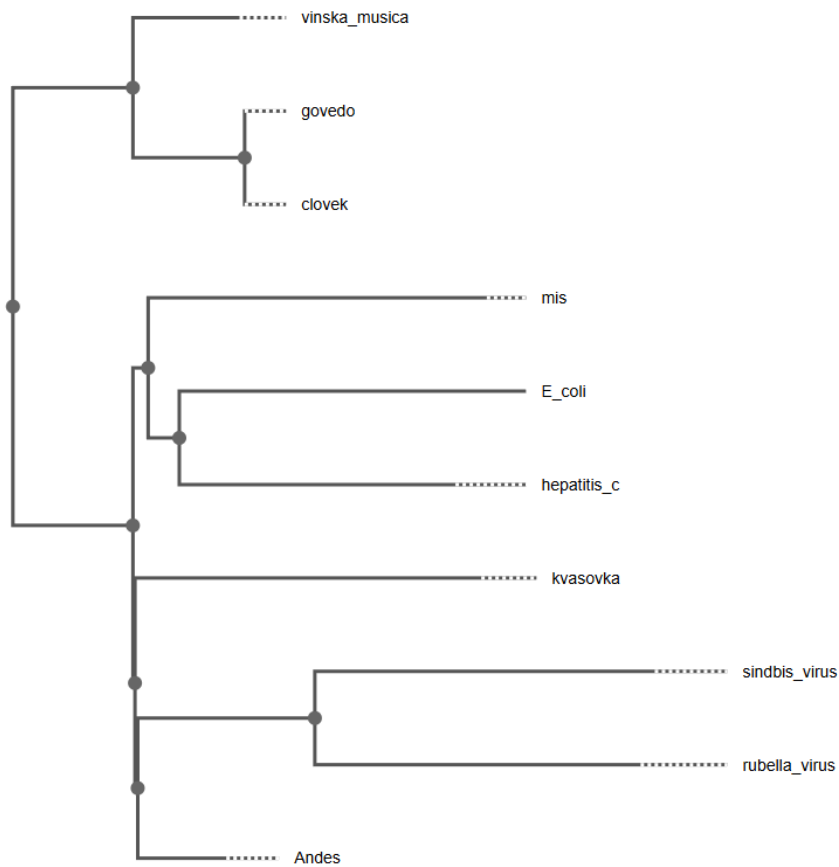 vinska_musica
govedo
clovek
mis
E_coli
hepatitis_c
kvasovka
sindbis_virus
rubella_virus
Andes